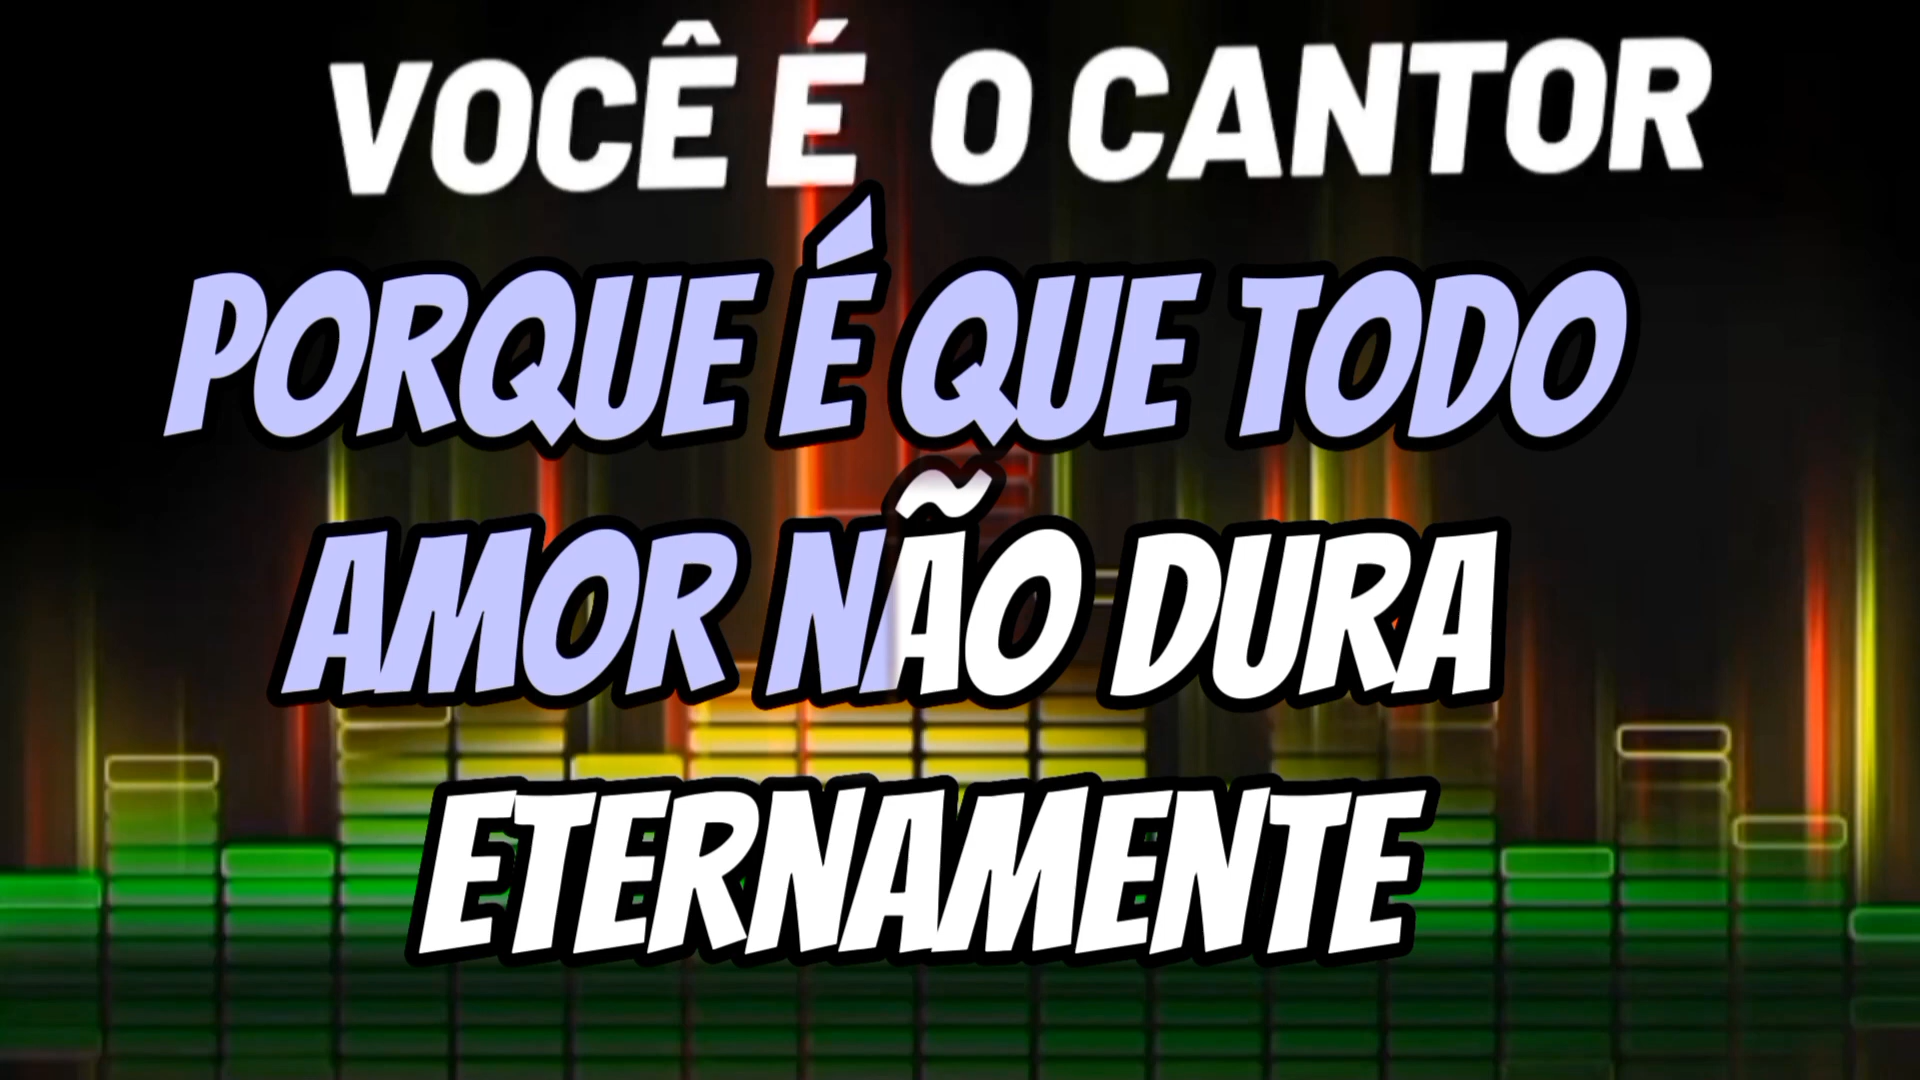 VOCÊ É O CANTOR
PORQUE É QUE TODO
AMOR NÃO DURA
ETERNAMENTE